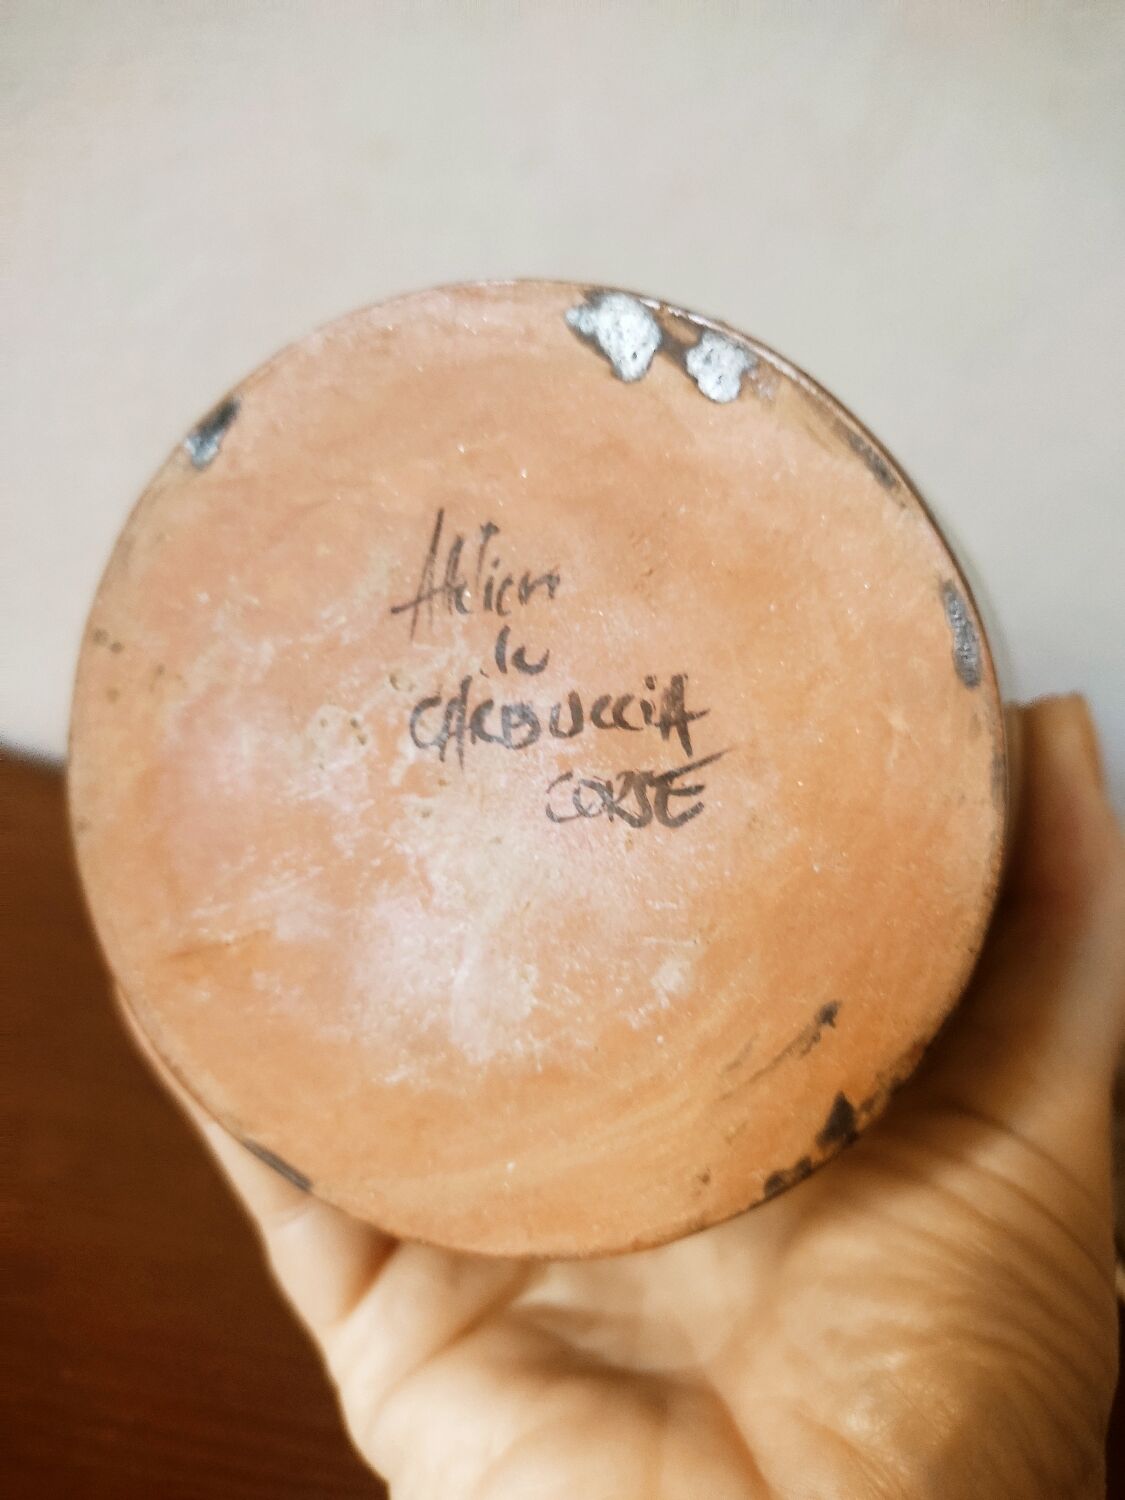 Atelier
de
CARBUCCIA
CORSE